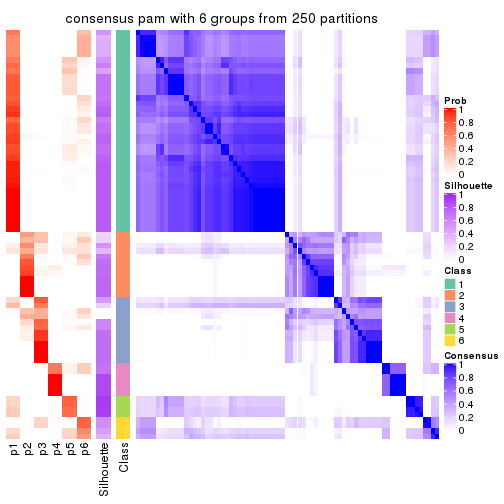 consensus pam with 6 groups from 250 partitions
Prob
1
0.8
0.6
0.4
0.2
0
Silhouette
1
0.8
0.6
0.4
0.2
0
Class
1
2
3
4
5
6
Consensus
1
0.8
0.6
0.4
0.2
0
p1
p2
p3
p4
p5
p6
Silhouette
Class